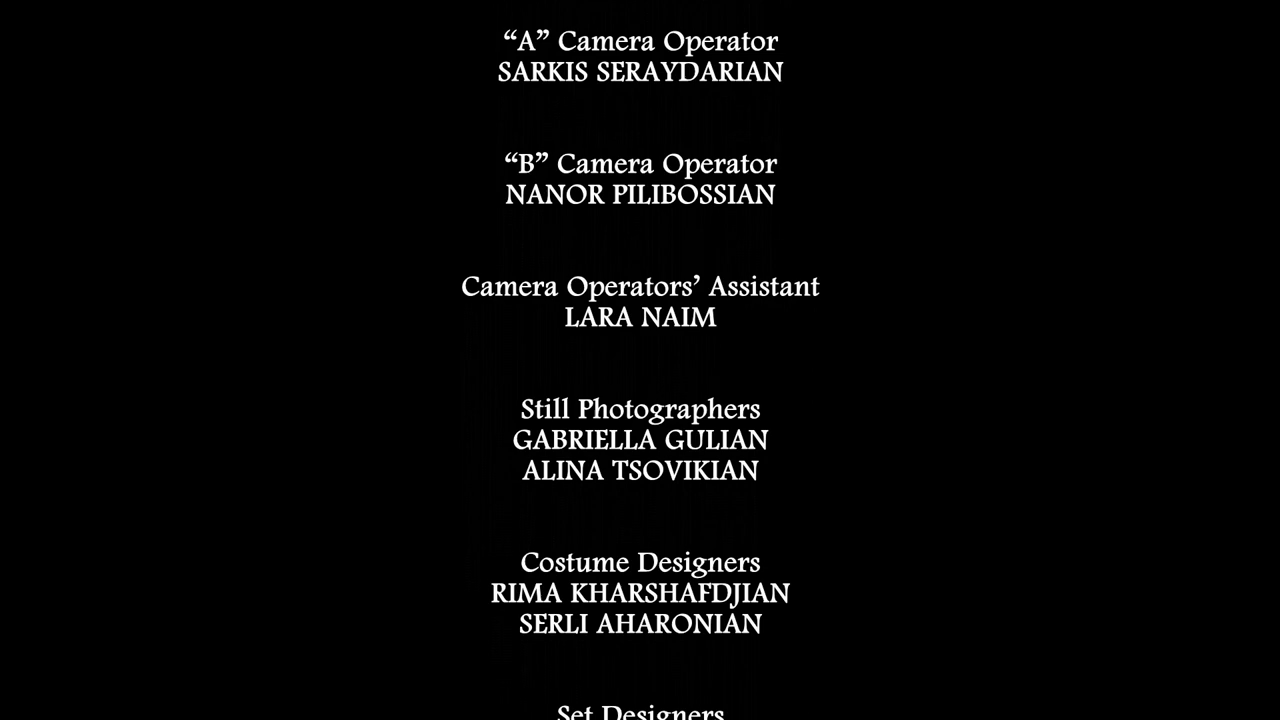 “A” Camera Operator
SARKIS SERAYDARIAN
“B” Camera Operator
NANOR PILIBOSSIAN
Camera Operators’ Assistant
LARA NAIM
Still Photographers
GABRIELLA GULIAN
ALINA TSOVIKIAN
Costume Designers
RIMA KHARSHAFDJIAN
SERLI AHARONIAN
Set Designers